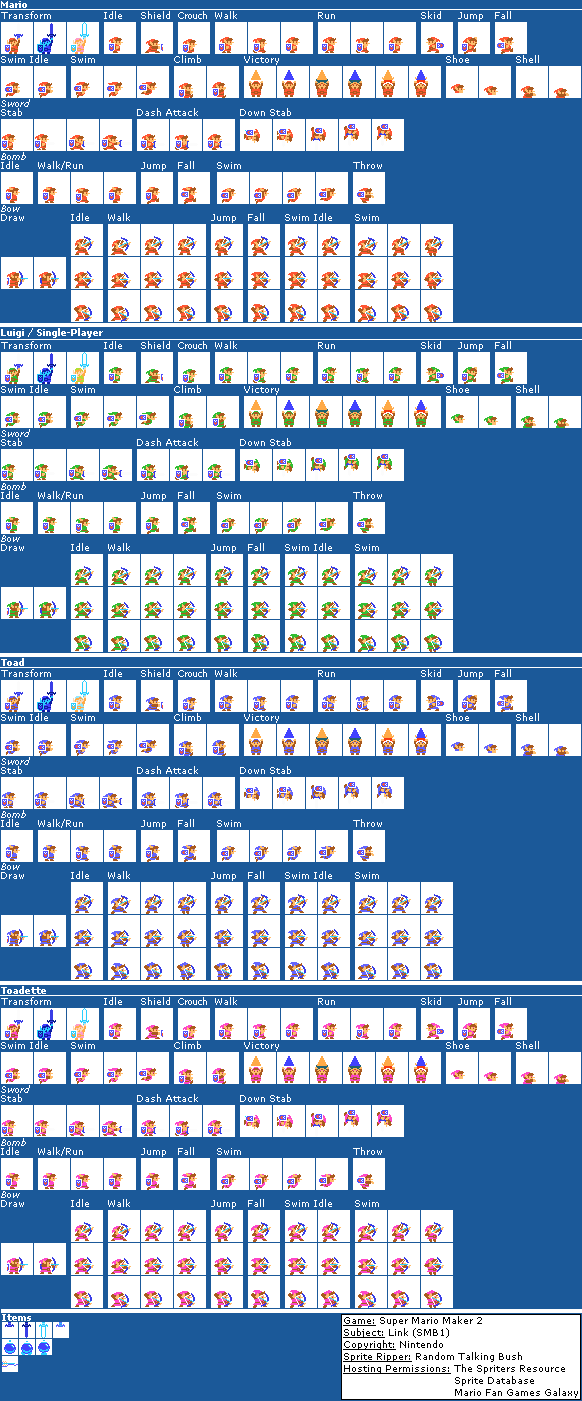 Mario
Transform Idle Shield Crouch Walk Run Skid Jump Fall
Swim Idle Swim Climb Victory Shoe Shell
Sword
Stab Dash Attack Down Stab
Bomb
Idle Walk/Run Jump Fall Swim Throw
Bow
Draw Idle Walk Jump Fall Swim Idle Swim
Luigi / Single-Player
Transform Idle Shield Crouch Walk Run Skid Jump Fall
Swim Idle Swim Climb Victory Shoe Shell
Sword
Stab Dash Attack Down Stab
Bomb
Idle Walk/Run Jump Fall Swim Throw
Bow
Draw Idle Walk Jump Fall Swim Idle Swim
Toad
Transform Idle Shield Crouch Walk Run Skid Jump Fall
Swim Idle Swim Climb Victory Shoe Shell
Sword
Stab Dash Attack Down Stab
Bomb
Idle Walk/Run Jump Fall Swim Throw
Bow
Draw Idle Walk Jump Fall Swim Idle Swim
Toadette
Transform Idle Shield Crouch Walk Run Skid Jump Fall
Swim Idle Swim Climb Victory Shoe Shell
Sword
Stab Dash Attack Down Stab
Bomb
Idle Walk/Run Jump Fall Swim Throw
Bow
Draw Idle Walk Jump Fall Swim Idle Swim
Items
Game: Super Mario Maker 2
Subject: Link (SMB1)
Copyright: Nintendo
Sprite Ripper: Random Talking Bush
Hosting Permissions: The Spriters Resource
Sprite Database
Mario Fan Games Galaxy